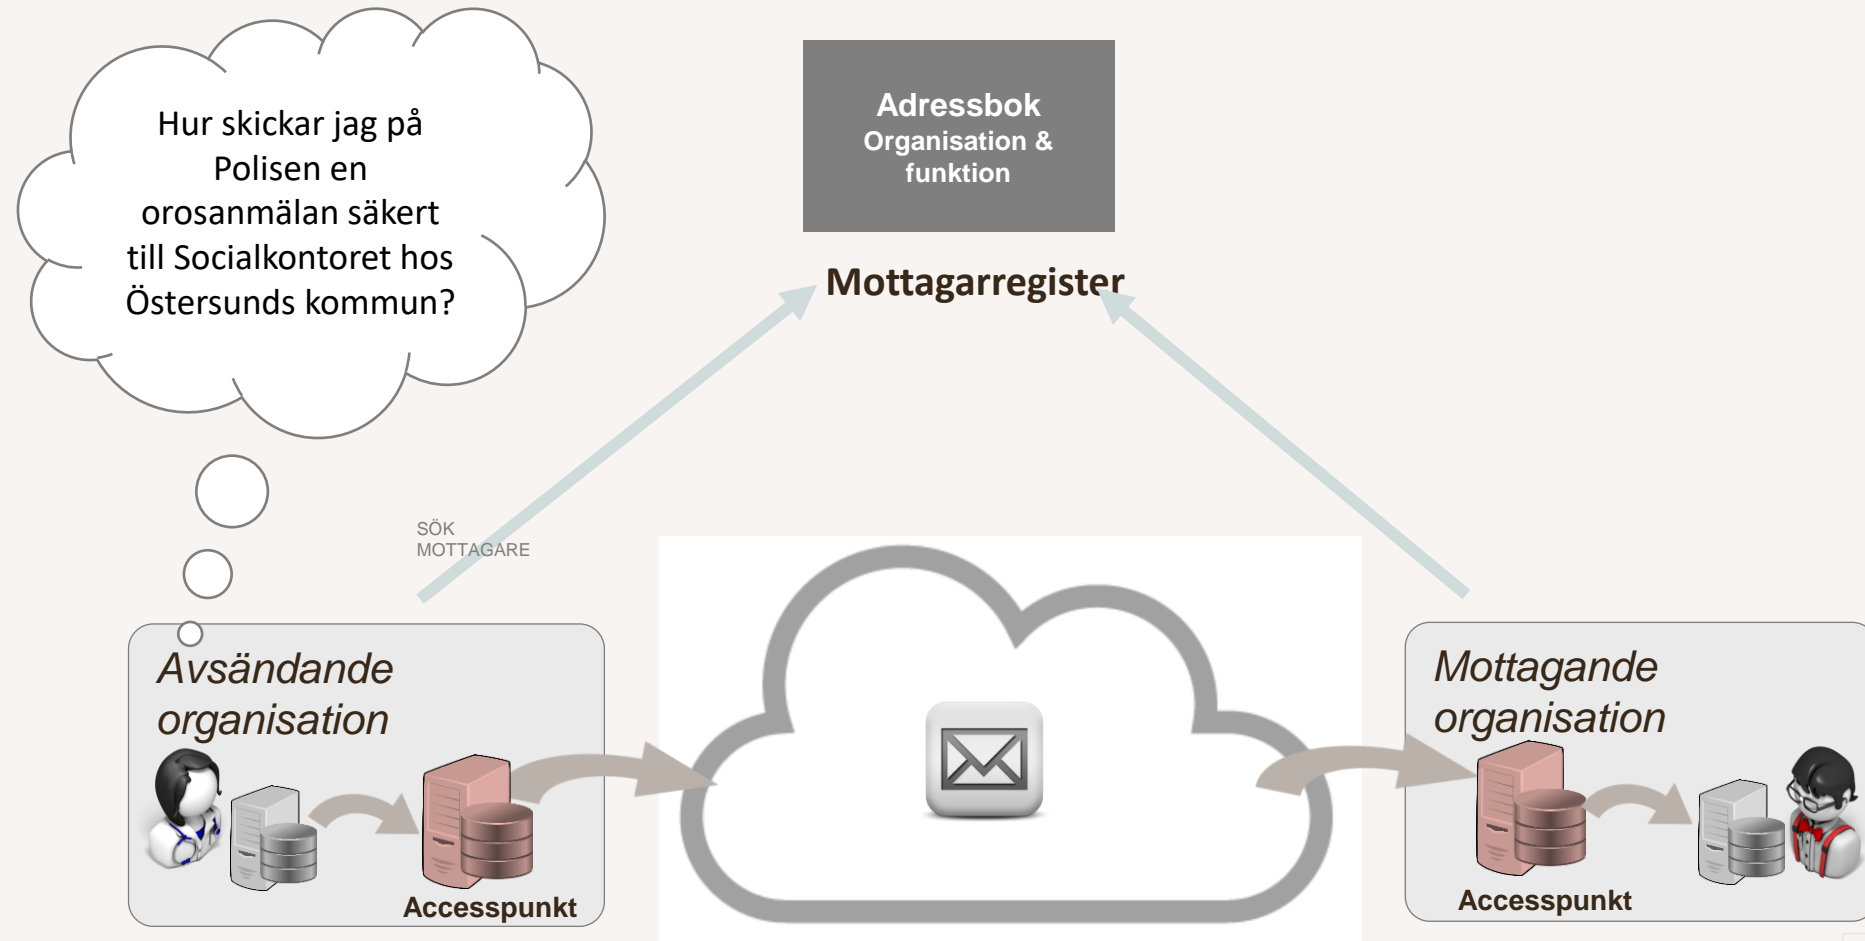 Hur skickar jag på
Polisen en
orosanmälan säkert
till Socialkontoret hos
Östersunds kommun?
Adressbok
Organisation &
funktion
Mottagarregister
SÖK
MOTTAGARE
Avsändande
organisation
Accesspunkt
Mottagande
organisation
Accesspunkt